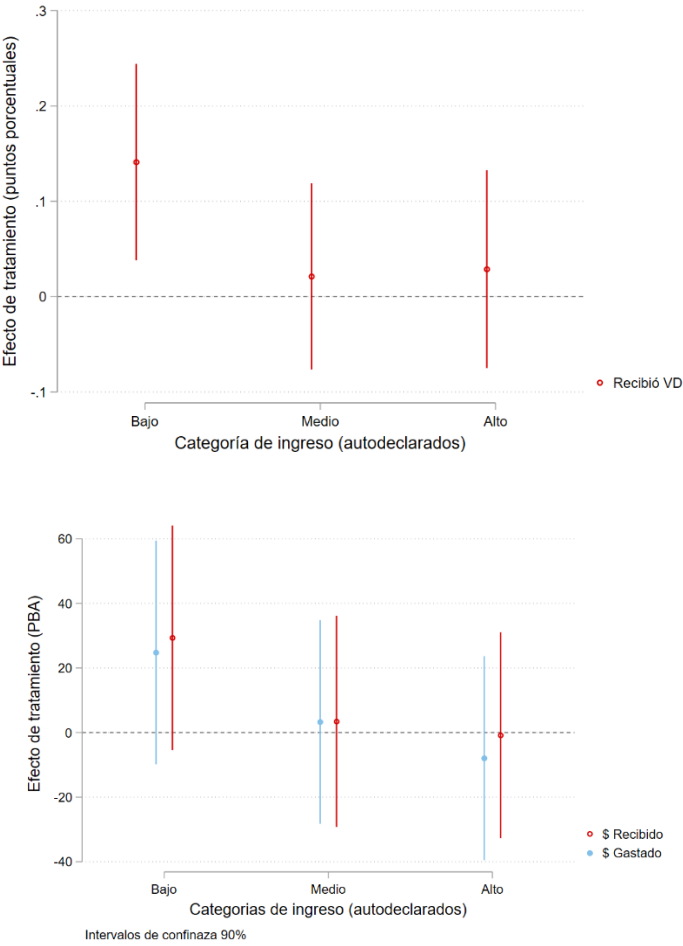 .3
.2
.1
0
-.1
Efecto de tratamiento (puntos porcentuales)
Bajo Medio Alto
Categoría de ingreso (autodeclarados)
Recibió VD
60
40
20
0
-20
-40
Efecto de tratamiento (PBA)
Bajo Medio Alto
Categorias de ingreso (autodeclarados)
$ Recibido
$ Gastado
Intervalos de confinaza 90%